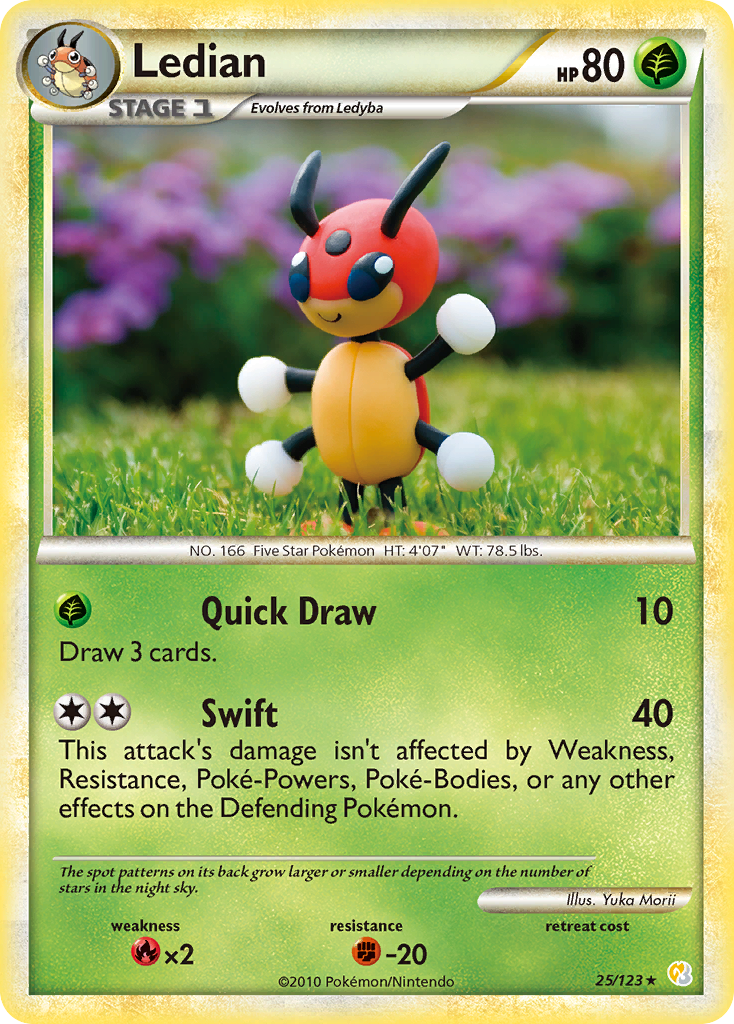 Ledian
HP 80
STAGE 1
Evolves from Ledyba
NO. 166 Five Star Pokémon HT: 4'07" WT: 78.5 lbs.
Quick Draw 10
Draw 3 cards.
Swift 40
This attack's damage isn't affected by Weakness,
Resistance, Poké-Powers, Poké-Bodies, or any other
effects on the Defending Pokémon.
The spot patterns on its back grow larger or smaller depending on the number of
stars in the night sky.
Illus. Yuka Morii
weakness resistance retreat cost
×2 -20
©2010 Pokémon/Nintendo 25/123 ★